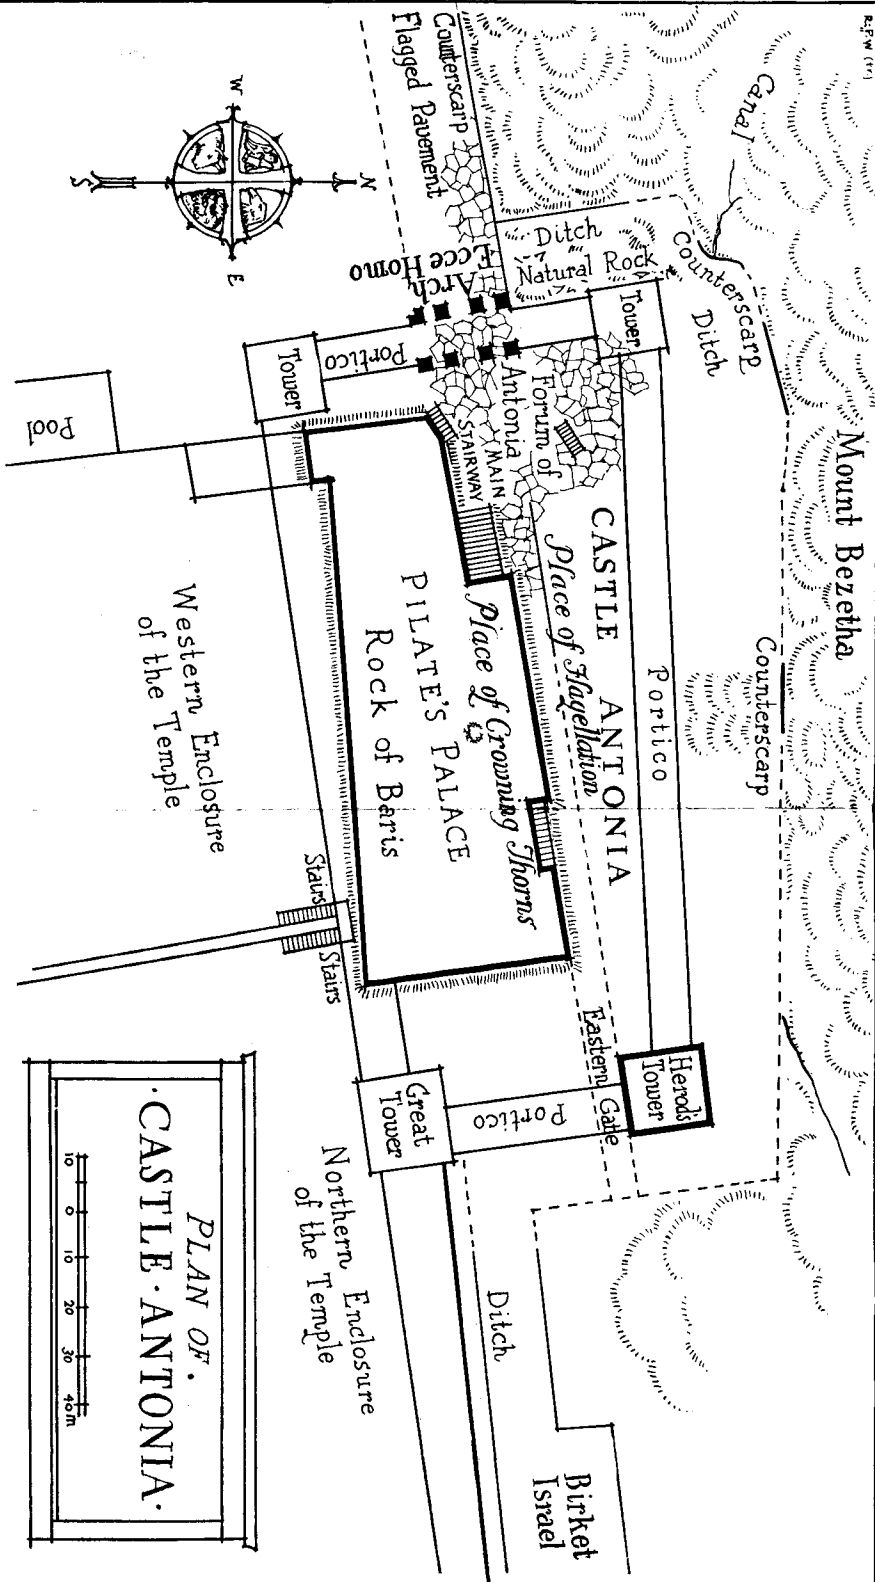 R.F.W (tr)
Canal
Mount Bezetha
Counterscarp
Flagged Pavement
Ditch
Natural Rock
Counterscarp
Ditch
Counterscarp
Tower
Ecce Homo
Arch
Portico
Tower
Pool
Forum of
Antonia
MAIN
STAIRWAY
CASTLE ANTONIA
Portico
Place of Flagellation
Place of Crowning Thorns
PILATE'S PALACE
Rock of Baris
Western Enclosure
of the Temple
Stairs
Stairs
Herod's
Tower
Eastern Gate
Portico
Great
Tower
Northern Enclosure
of the Temple
Ditch
Birket
Israel
N
W
E
S
PLAN OF.
·CASTLE·ANTONIA·
10 0 10 20 30 40m